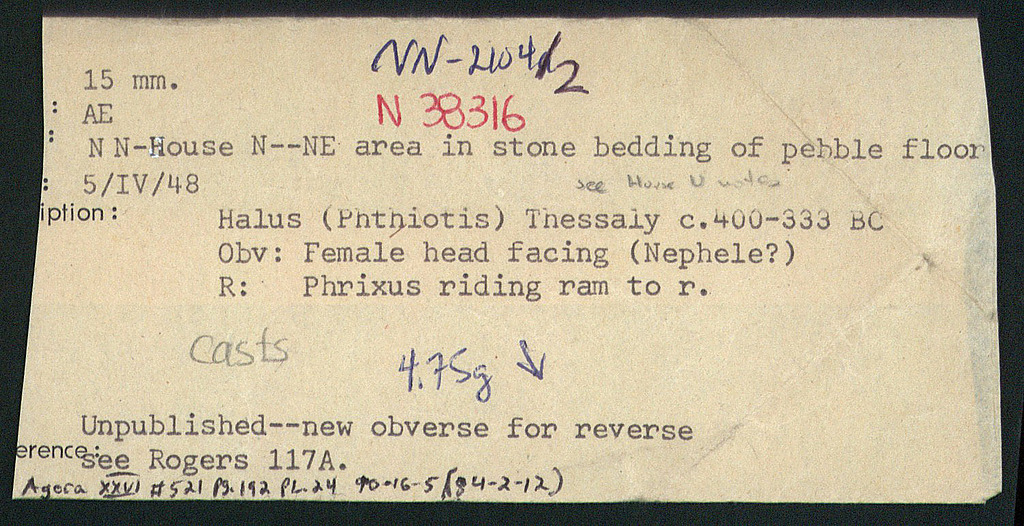 NN-2104
15 mm.
N 38316
: AE
: NN-House N--NE area in stone bedding of pebble floor
: 5/IV/48
see House N notes
iption: Halus (Phthiotis) Thessaly c.400-333 BC
Obv: Female head facing (Nephele?)
R: Phrixus riding ram to r.
casts
4.75g ↓
Unpublished--new obverse for reverse
erence: see Rogers 117A.
Agora XXVI #521 Pg. 192 PL. 24 90-16-5 (84-2-12)